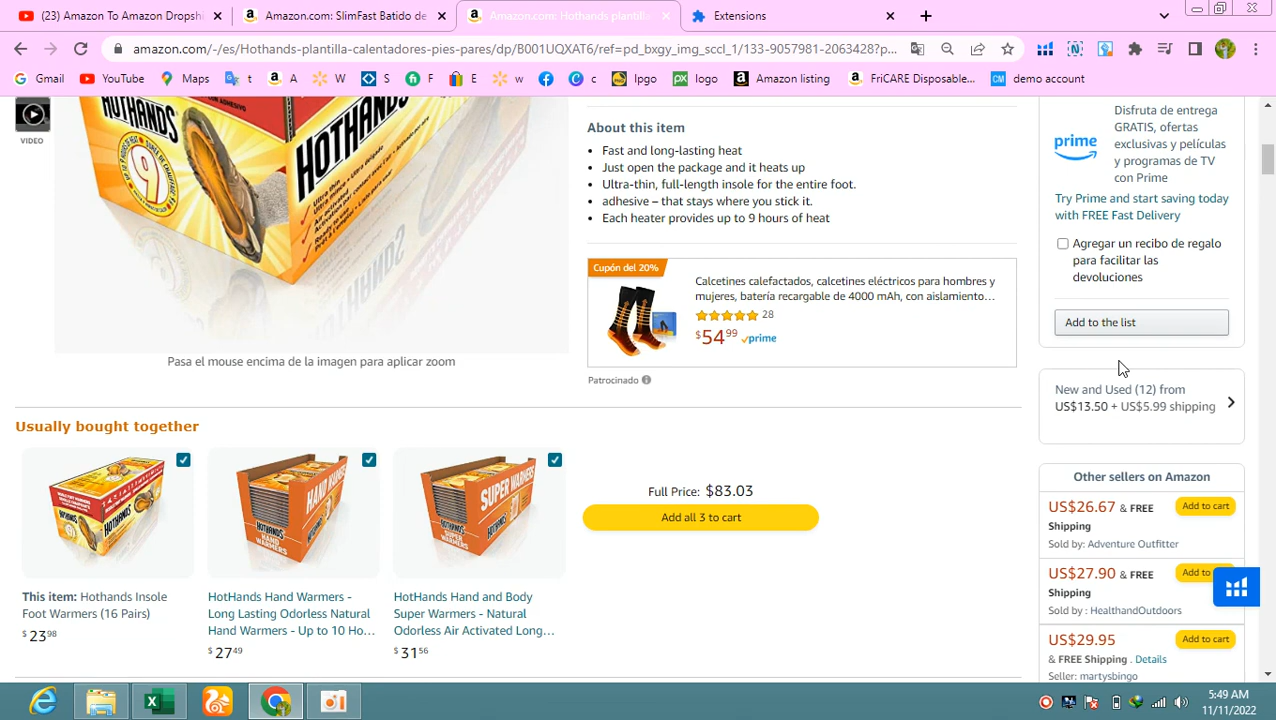 (23) Amazon To Amazon Dropshi
Amazon.com: SlimFast Batido de
Amazon.com: Hothands plantill
Extensions
amazon.com/-/es/Hothands-plantilla-calentadores-pies-pares/dp/B001UQXAT6/ref=pd_bxgy_img_sccl_1/133-9057981-2063428?p...
Gmail YouTube Maps t A W S F E w c lpgo logo Amazon listing FriCARE Disposable... demo account
VIDEO
HOTHANDS
HOTHANDS
9
Pasa el mouse encima de la imagen para aplicar zoom
About this item
Fast and long-lasting heat
Just open the package and it heats up
Ultra-thin, full-length insole for the entire foot.
adhesive – that stays where you stick it.
Each heater provides up to 9 hours of heat
Cupón del 20%
Calcetines calefactados, calcetines eléctricos para hombres y
mujeres, batería recargable de 4000 mAh, con aislamiento...
28
$54 99 prime
Patrocinado
prime
Disfruta de entrega
GRATIS, ofertas
exclusivas y películas
y programas de TV
con Prime
Try Prime and start saving today
with FREE Fast Delivery
Agregar un recibo de regalo
para facilitar las
devoluciones
Add to the list
New and Used (12) from
US$13.50 + US$5.99 shipping
Other sellers on Amazon
US$26.67 & FREE
Shipping
Add to cart
Sold by: Adventure Outfitter
US$27.90 & FREE
Shipping
Add to
Sold by : HealthandOutdoors
US$29.95
Add to cart
& FREE Shipping . Details
Seller: martysbingo
Usually bought together
HOTHANDS
HOTHANDS
HAND WARMERS
HOTHANDS
SUPER WARMERS
This item: Hothands Insole
Foot Warmers (16 Pairs)
$23 98
HotHands Hand Warmers -
Long Lasting Odorless Natural
Hand Warmers - Up to 10 Ho...
$27 49
HotHands Hand and Body
Super Warmers - Natural
Odorless Air Activated Long...
$31 56
Full Price: $83.03
Add all 3 to cart
5:49 AM
11/11/2022